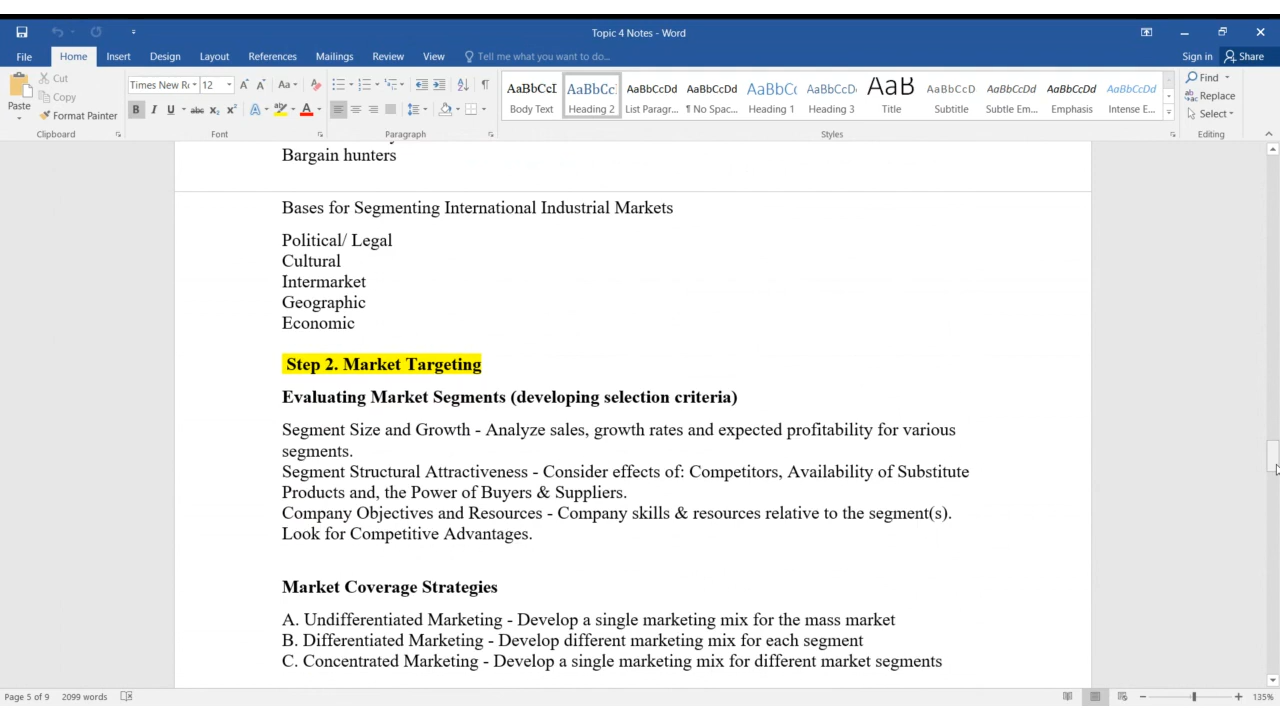 Topic 4 Notes - Word
File Home Insert Design Layout References Mailings Review View Tell me what you want to do... Sign in Share
Paste
Cut
Copy
Format Painter
Clipboard
Times New R 12
Font
Paragraph
AaBbCcI AaBbCc AaBbCcDd AaBbCcDd AaBbC AaBbCcD AaB AaBbCcD AaBbCcDd AaBbCcDd AaBbCcDd
Body Text Heading 2 List Paragr... ¶ No Spac... Heading 1 Heading 3 Title Subtitle Subtle Em... Emphasis Intense E...
Styles
Find
Replace
Select
Editing
Bargain hunters
Bases for Segmenting International Industrial Markets
Political/ Legal
Cultural
Intermarket
Geographic
Economic
Step 2. Market Targeting
Evaluating Market Segments (developing selection criteria)
Segment Size and Growth - Analyze sales, growth rates and expected profitability for various
segments.
Segment Structural Attractiveness - Consider effects of: Competitors, Availability of Substitute
Products and, the Power of Buyers & Suppliers.
Company Objectives and Resources - Company skills & resources relative to the segment(s).
Look for Competitive Advantages.
Market Coverage Strategies
A. Undifferentiated Marketing - Develop a single marketing mix for the mass market
B. Differentiated Marketing - Develop different marketing mix for each segment
C. Concentrated Marketing - Develop a single marketing mix for different market segments
Page 5 of 9 2099 words 135%